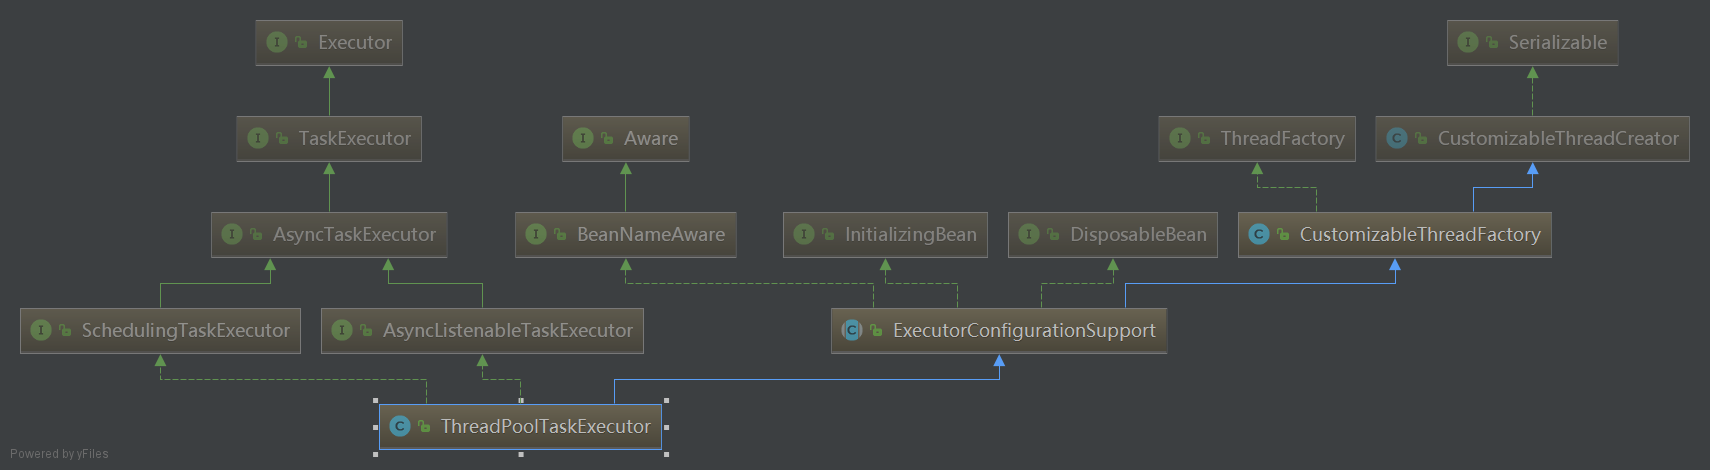 I Executor
I Serializable
I TaskExecutor
I Aware
I ThreadFactory
C CustomizableThreadCreator
I AsyncTaskExecutor
I BeanNameAware
I InitializingBean
I DisposableBean
C CustomizableThreadFactory
I SchedulingTaskExecutor
I AsyncListenableTaskExecutor
C ExecutorConfigurationSupport
C ThreadPoolTaskExecutor
Powered by yFiles